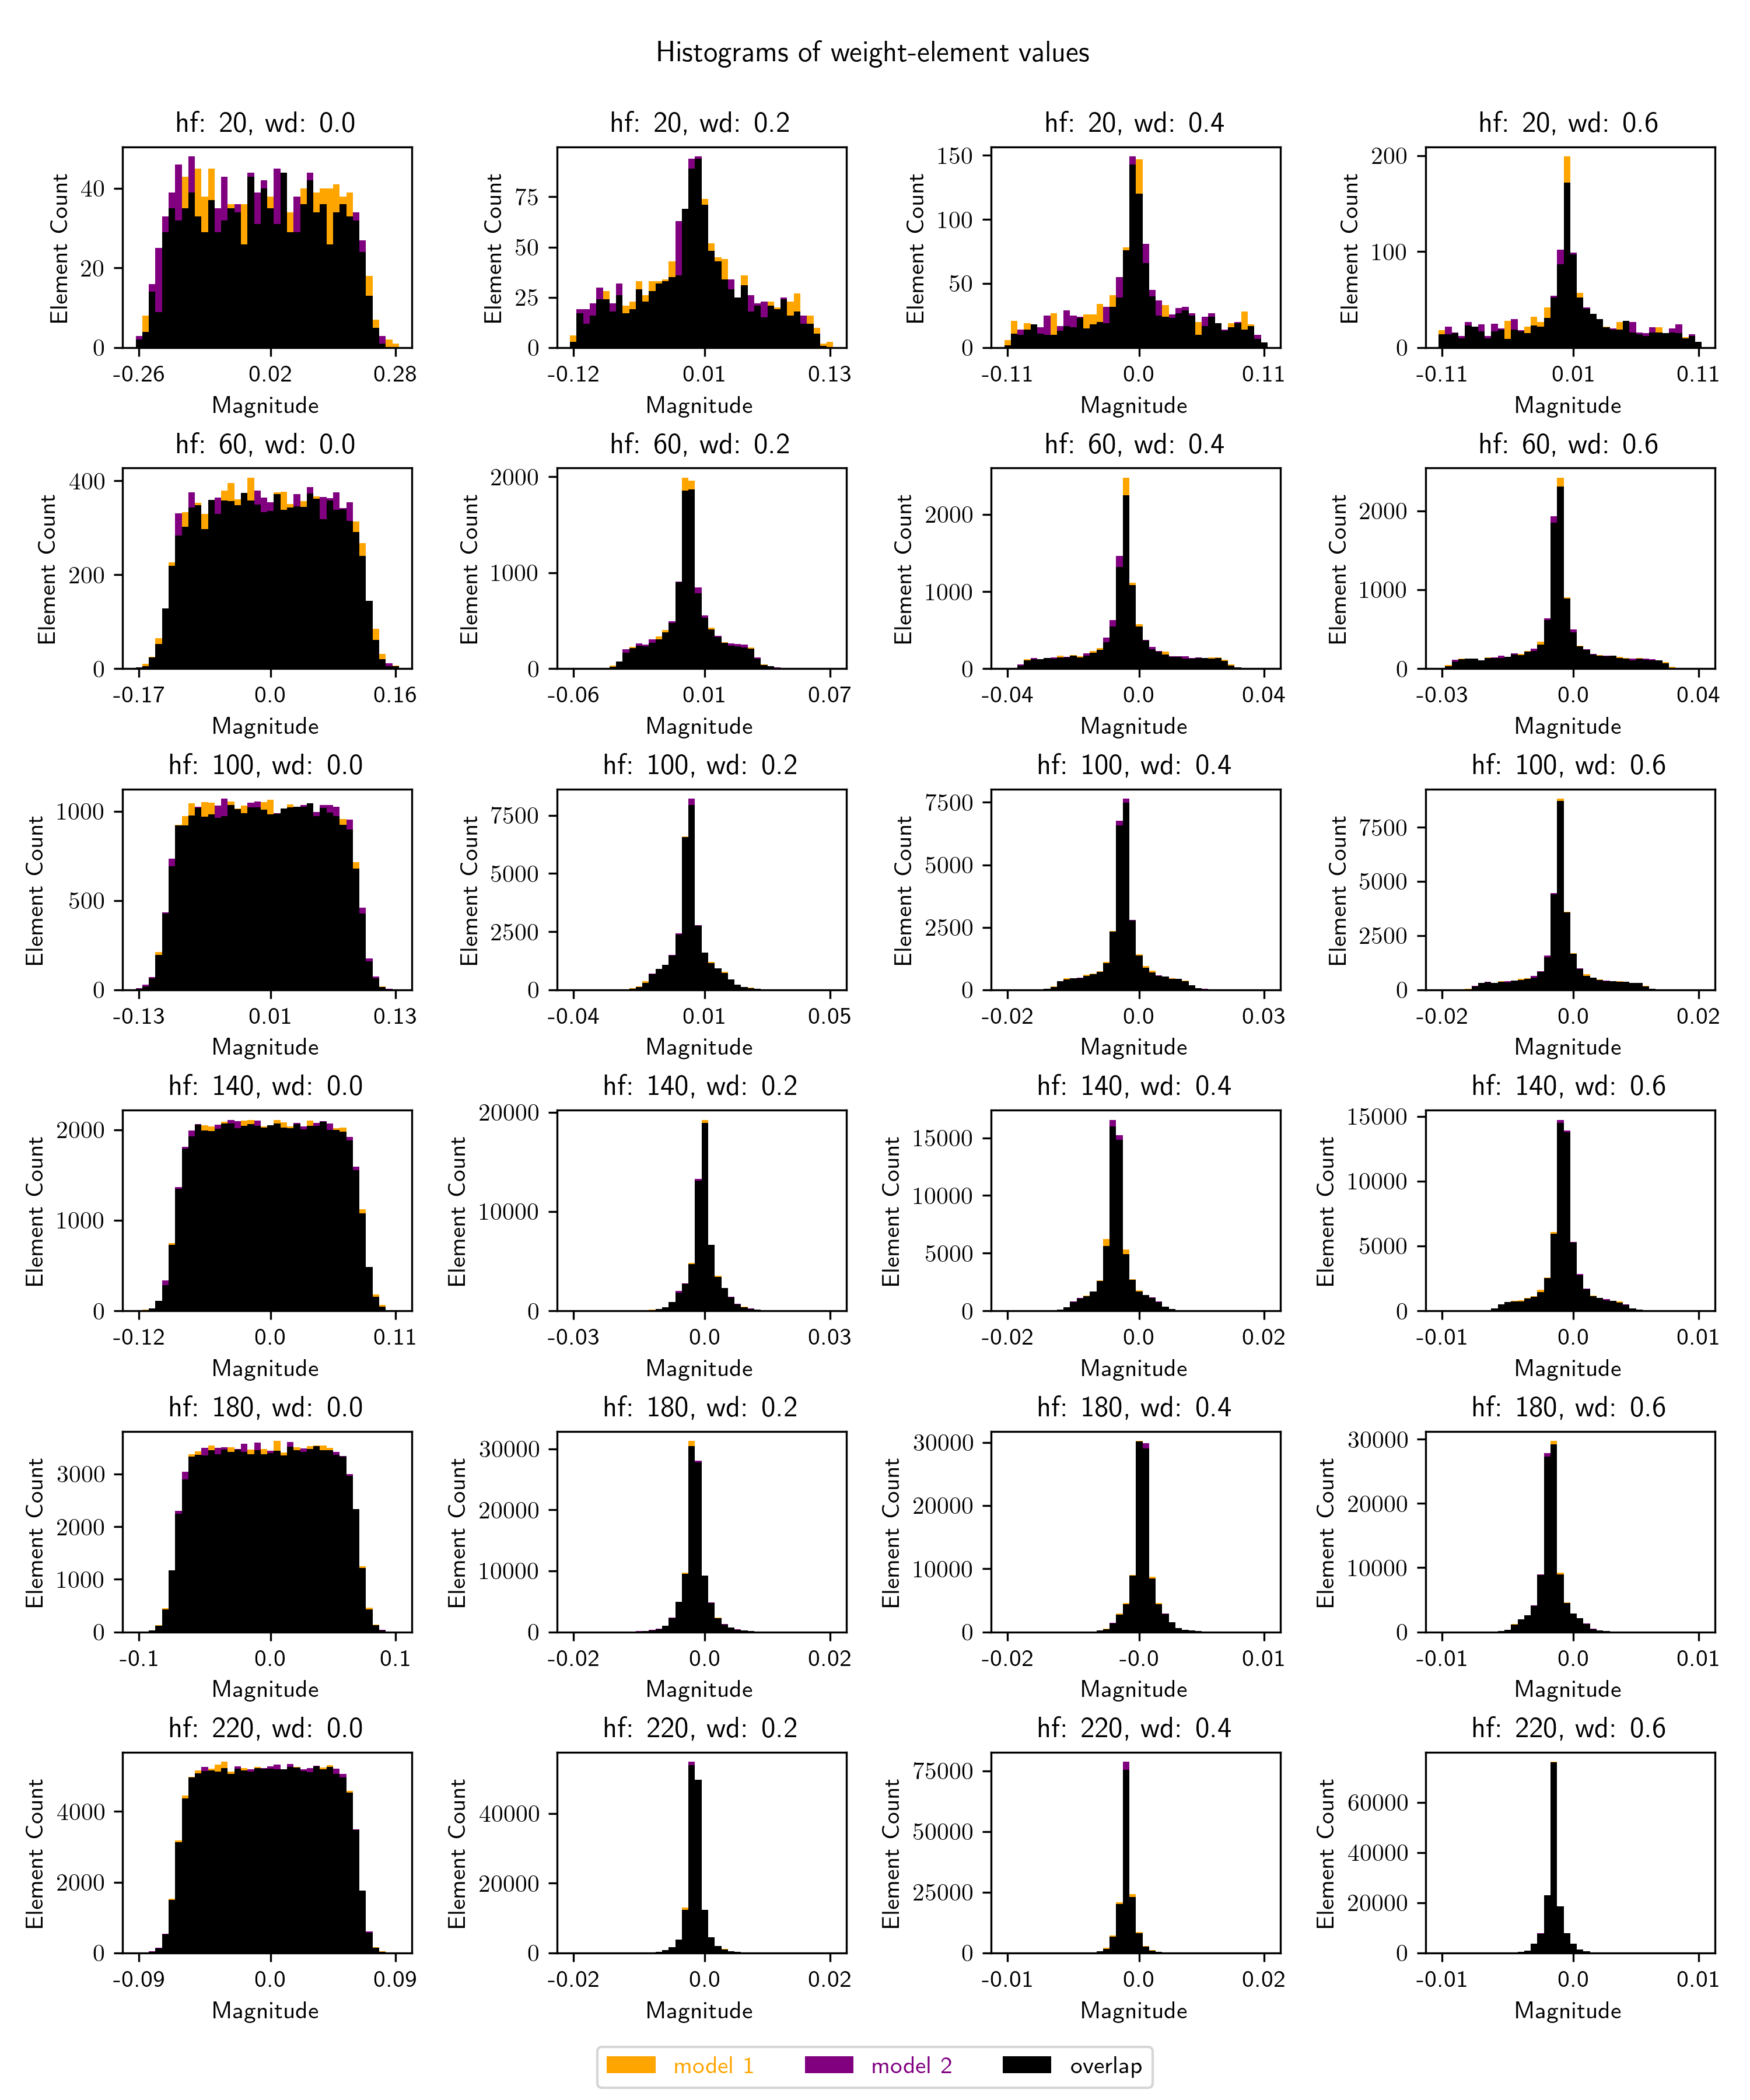 Histograms of weight-element values
hf: 20, wd: 0.0 hf: 20, wd: 0.2 hf: 20, wd: 0.4 hf: 20, wd: 0.6
Element Count Element Count Element Count Element Count
40 75 150 200
20 50 100 100
0 25 50 0
0 0
-0.26 0.02 0.28 -0.12 0.01 0.13 -0.11 0.0 0.11 -0.11 0.01 0.11
Magnitude Magnitude Magnitude Magnitude
hf: 60, wd: 0.0 hf: 60, wd: 0.2 hf: 60, wd: 0.4 hf: 60, wd: 0.6
Element Count Element Count Element Count Element Count
400 2000 2000 2000
200 1000 1000 1000
0 0 0 0
-0.17 0.0 0.16 -0.06 0.01 0.07 -0.04 0.0 0.04 -0.03 0.0 0.04
Magnitude Magnitude Magnitude Magnitude
hf: 100, wd: 0.0 hf: 100, wd: 0.2 hf: 100, wd: 0.4 hf: 100, wd: 0.6
Element Count Element Count Element Count Element Count
1000 7500 7500 7500
500 5000 5000 5000
0 2500 2500 2500
0 0 0
-0.13 0.01 0.13 -0.04 0.01 0.05 -0.02 0.0 0.03 -0.02 0.0 0.02
Magnitude Magnitude Magnitude Magnitude
hf: 140, wd: 0.0 hf: 140, wd: 0.2 hf: 140, wd: 0.4 hf: 140, wd: 0.6
Element Count Element Count Element Count Element Count
2000 20000 15000 15000
1000 10000 10000 10000
0 0 5000 5000
0 0
-0.12 0.0 0.11 -0.03 0.0 0.03 -0.02 0.0 0.02 -0.01 0.0 0.01
Magnitude Magnitude Magnitude Magnitude
hf: 180, wd: 0.0 hf: 180, wd: 0.2 hf: 180, wd: 0.4 hf: 180, wd: 0.6
Element Count Element Count Element Count Element Count
3000 30000 30000 30000
2000 20000 20000 20000
1000 10000 10000 10000
0 0 0 0
-0.1 0.0 0.1 -0.02 0.0 0.02 -0.02 -0.0 0.01 -0.01 0.0 0.01
Magnitude Magnitude Magnitude Magnitude
hf: 220, wd: 0.0 hf: 220, wd: 0.2 hf: 220, wd: 0.4 hf: 220, wd: 0.6
Element Count Element Count Element Count Element Count
4000 40000 75000 60000
2000 20000 50000 40000
0 0 25000 20000
0 0
-0.09 0.0 0.09 -0.02 0.0 0.02 -0.01 0.0 0.02 -0.01 0.0 0.01
Magnitude Magnitude Magnitude Magnitude
model 1 model 2 overlap